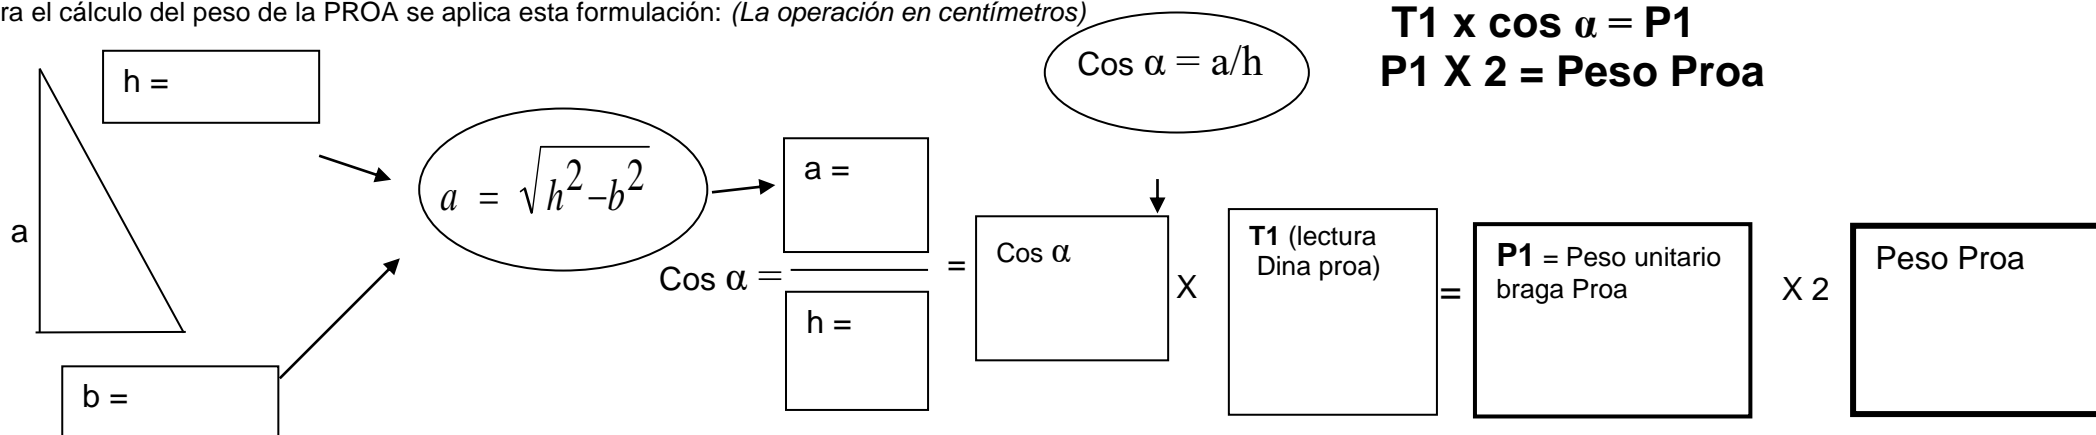 ra el cálculo del peso de la PROA se aplica esta formulación: (La operación en centímetros)
T1 x cos α = P1
P1 X 2 = Peso Proa
Cos α = a/h
h =
a = √h²–b²
a =
a
Cos α =
h =
=
Cos α
X
T1 (lectura
Dina proa)
=
P1 = Peso unitario
braga Proa
X 2
Peso Proa
b =